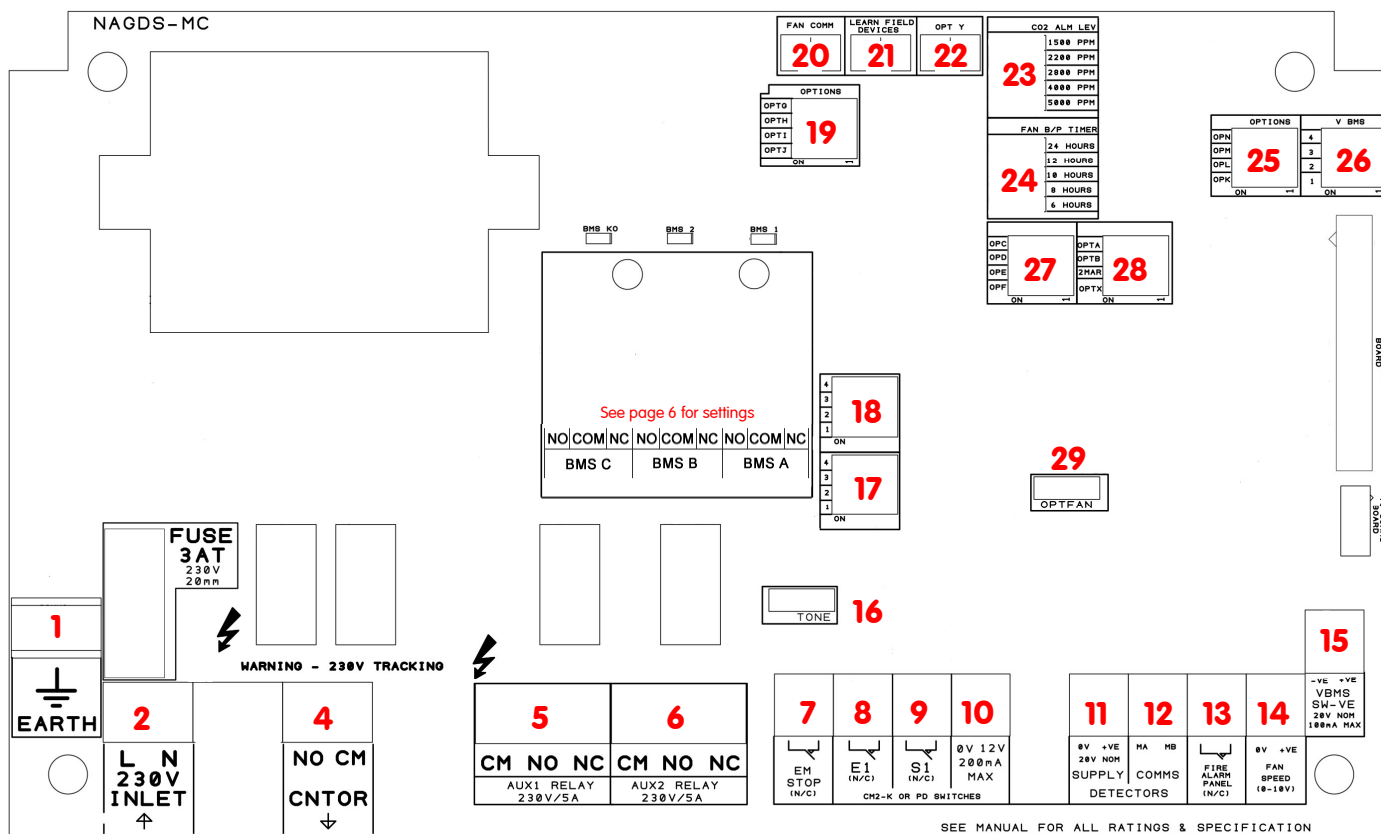 NAGDS-MC
FAN COMM
20
LEARN FIELD
DEVICES
21
OPT Y
22
CO2 ALM LEV
23
1500 PPM
2200 PPM
2800 PPM
4000 PPM
5000 PPM
OPTIONS
OPTG
OPTH
OPTI
OPTJ
19
ON 1
FAN B/P TIMER
24
24 HOURS
12 HOURS
10 HOURS
8 HOURS
6 HOURS
OPTIONS
OPN
OPM
OPL
OPK
25
ON 1
V BMS
4
3
2
1
26
ON 1
OPC
OPD
OPE
OPF
27
ON 1
OPTA
OPTB
2MAR
OPTX
28
ON 1
BMS KO
BMS 2
BMS 1
See page 6 for settings
NO COM NC NO COM NC NO COM NC
BMS C BMS B BMS A
4
3
2
1
18
ON
4
3
2
1
17
ON
29
OPTFAN
BOARD
BOARD
FUSE
3AT
230V
20mm
1
EARTH
WARNING - 230V TRACKING
2
L N
230V
INLET
4
NO CM
CNTOR
5
CM NO NC
AUX1 RELAY
230V/5A
6
CM NO NC
AUX2 RELAY
230V/5A
TONE
16
7
EM
STOP
(N/C)
8
E1
(N/C)
9
S1
(N/C)
CM2-K OR PD SWITCHES
10
0V 12V
200mA
MAX
11
0V +VE
20V NOM
SUPPLY
12
MA MB
COMMS
DETECTORS
13
FIRE
ALARM
PANEL
(N/C)
14
0V +VE
FAN
SPEED
(0-10V)
15
-VE +VE
VBMS
SW-VE
20V NOM
100mA MAX
SEE MANUAL FOR ALL RATINGS & SPECIFICATION